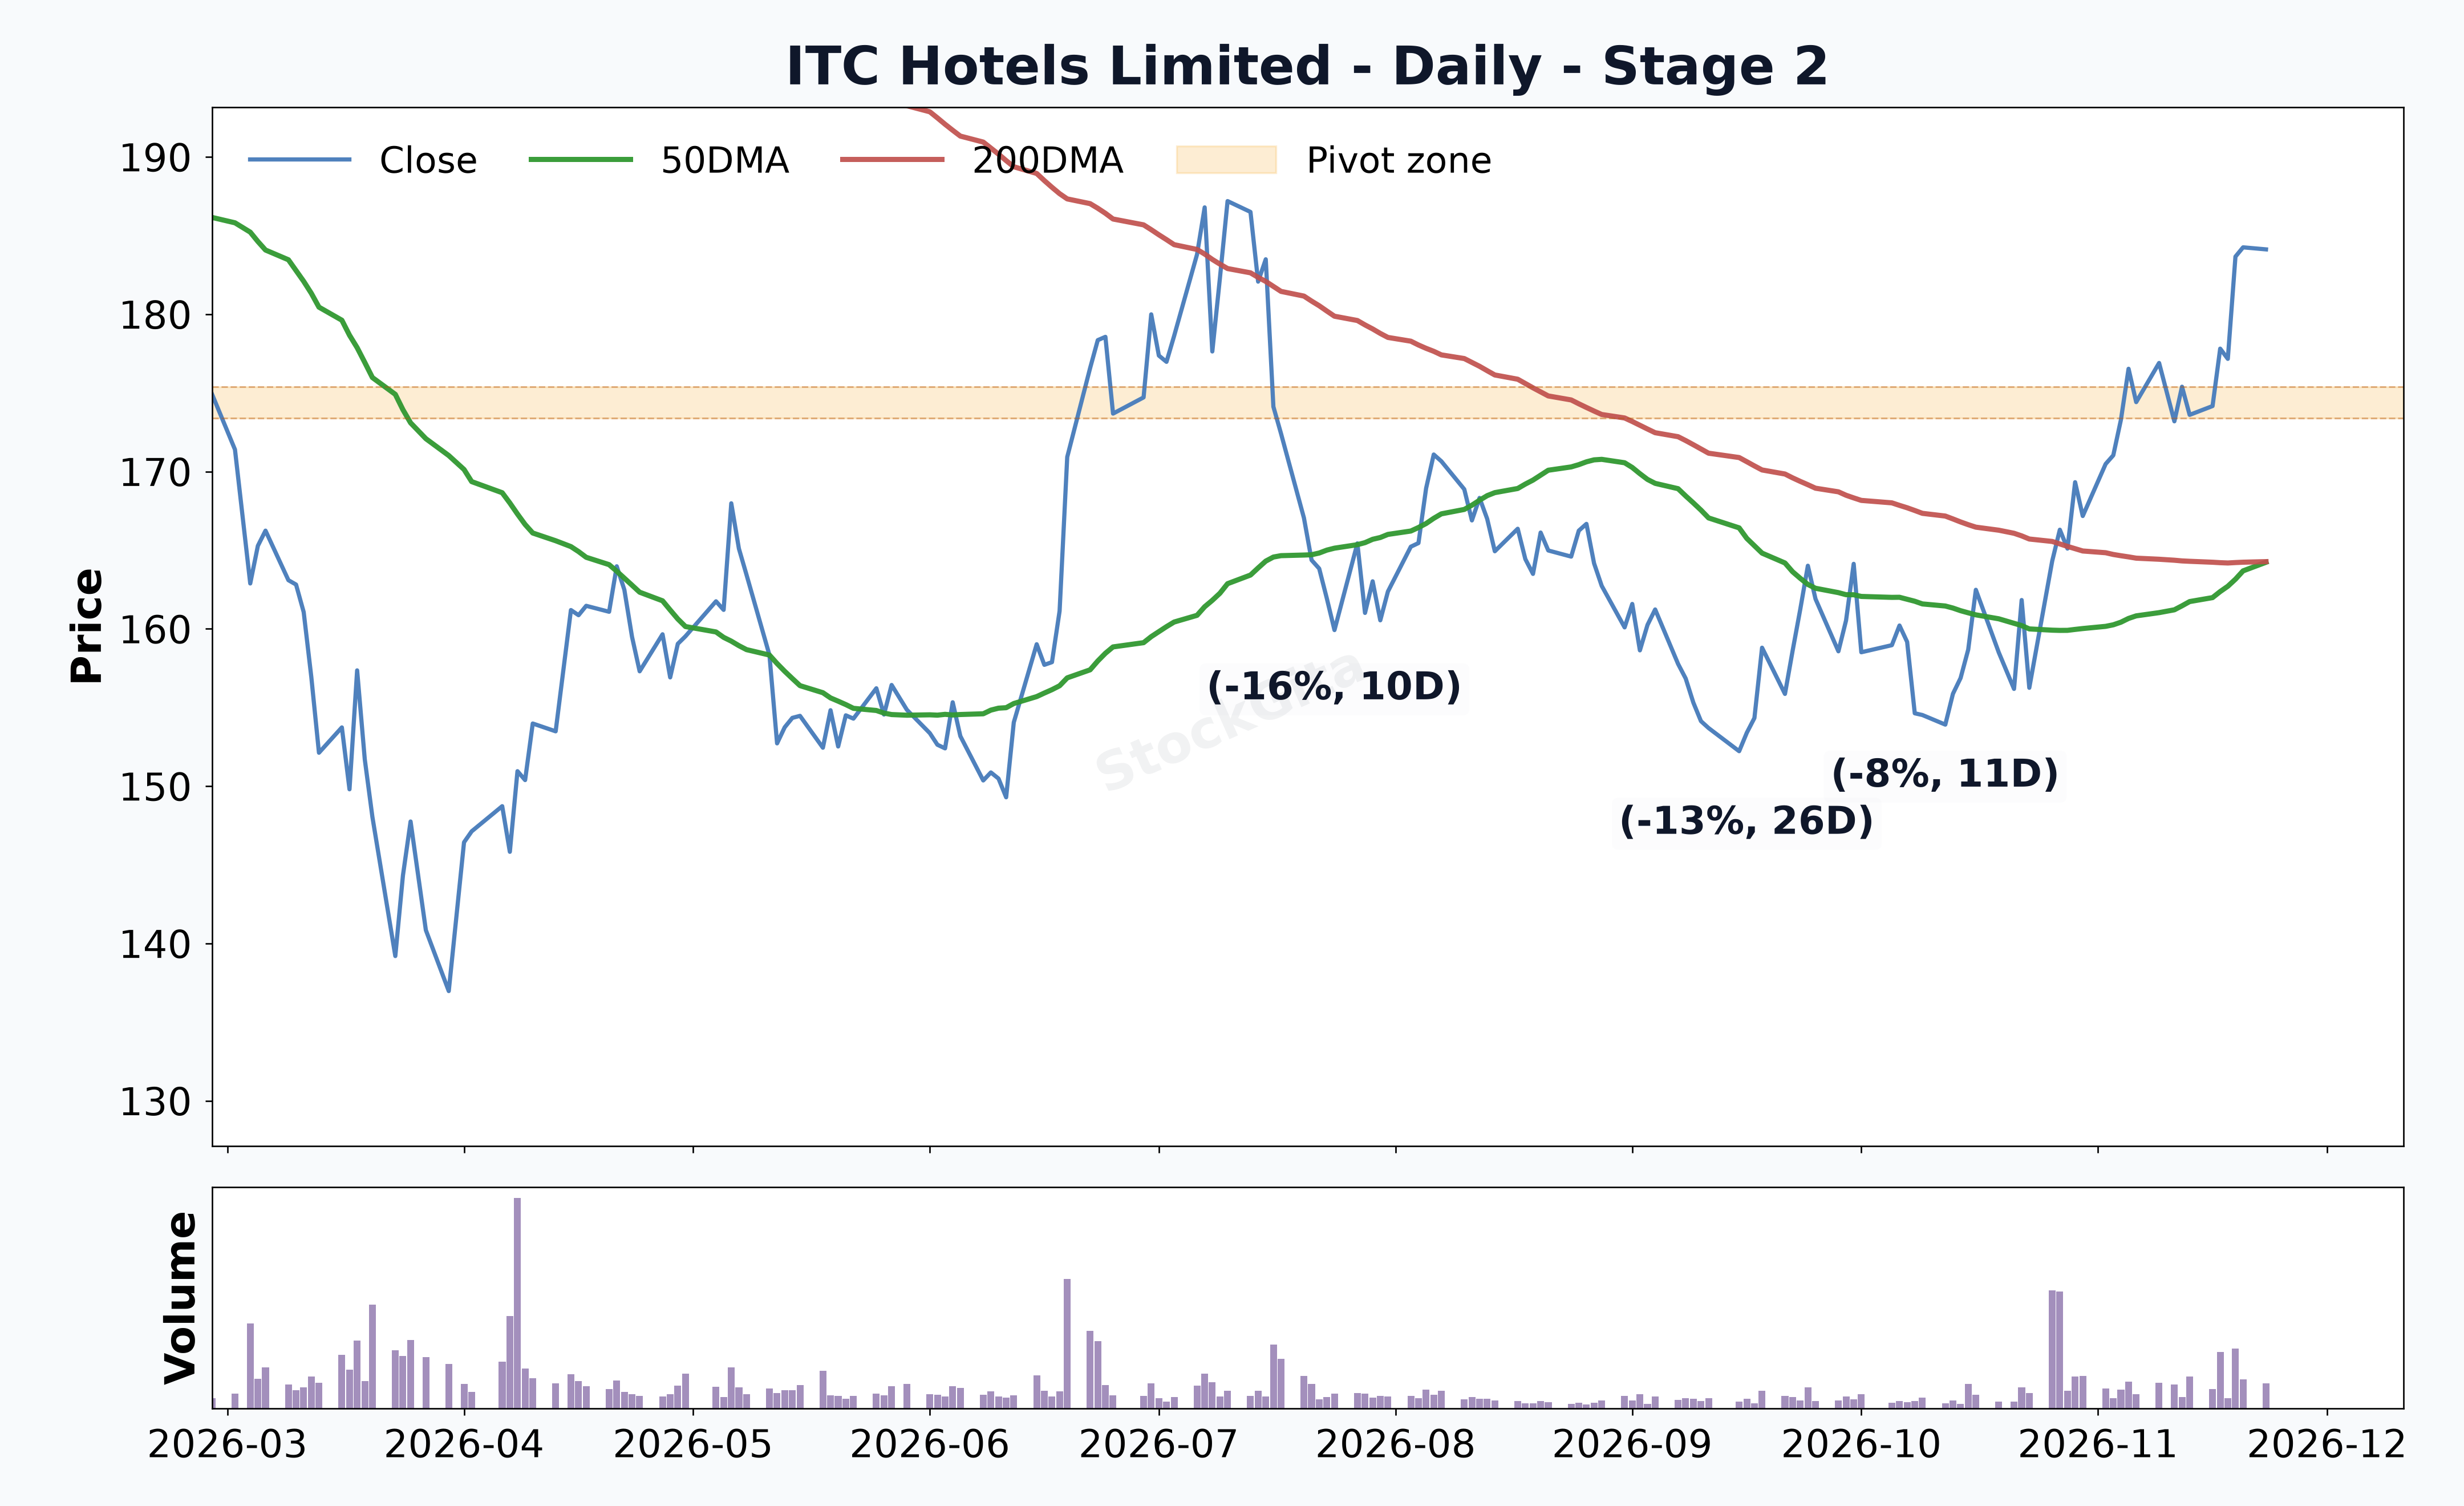 ITC Hotels Limited - Daily - Stage 2
Close 50DMA 200DMA Pivot zone
190
180
170
160
150
140
130
Price
(-16%, 10D)
StockGita
(-8%, 11D)
(-13%, 26D)
Volume
2026-03 2026-04 2026-05 2026-06 2026-07 2026-08 2026-09 2026-10 2026-11 2026-12